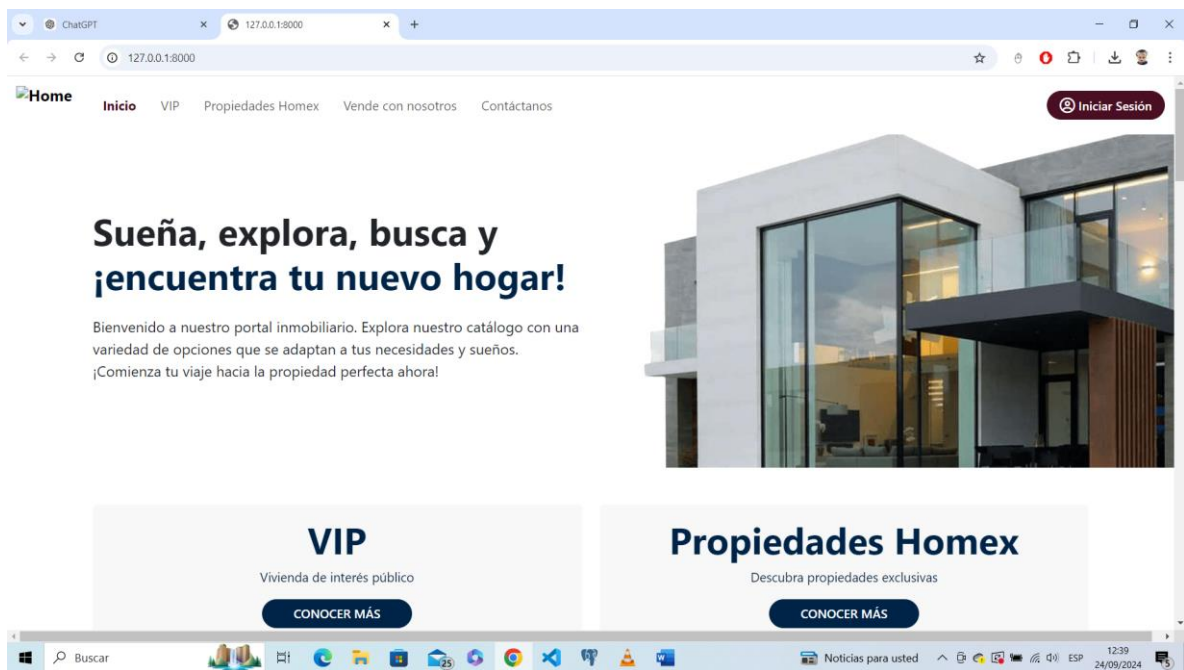 ChatGPT
127.0.0.1:8000
127.0.0.1:8000
Home
Inicio VIP Propiedades Homex Vende con nosotros Contáctanos
Iniciar Sesión
Sueña, explora, busca y
¡encuentra tu nuevo hogar!
Bienvenido a nuestro portal inmobiliario. Explora nuestro catálogo con una
variedad de opciones que se adaptan a tus necesidades y sueños.
¡Comienza tu viaje hacia la propiedad perfecta ahora!
VIP
Vivienda de interés público
CONOCER MÁS
Propiedades Homex
Descubra propiedades exclusivas
CONOCER MÁS
Buscar
25
Noticias para usted
ESP
12:39
24/09/2024
5